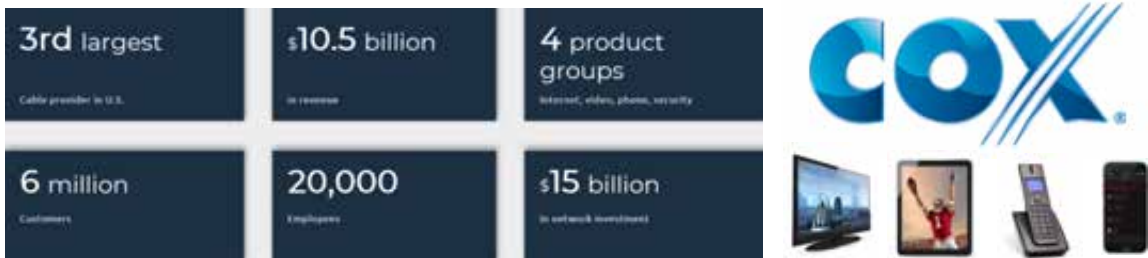 3rd largest
Cable provider in U.S.
$10.5 billion
in revenue
4 product
groups
Internet, video, phone, security
6 million
Customers
20,000
Employees
$15 billion
in network investment
COX®